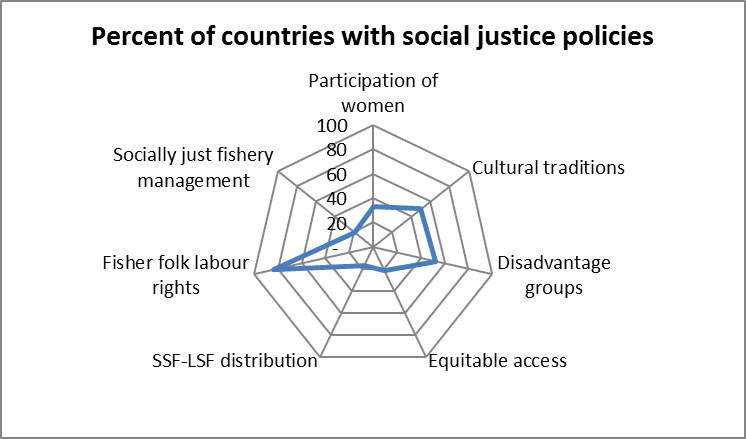 Percent of countries with social justice policies
Participation of
women
100
80
60
40
20
-
Socially just fishery
management
Cultural traditions
Fisher folk labour
rights
Disadvantage
groups
SSF-LSF distribution
Equitable access